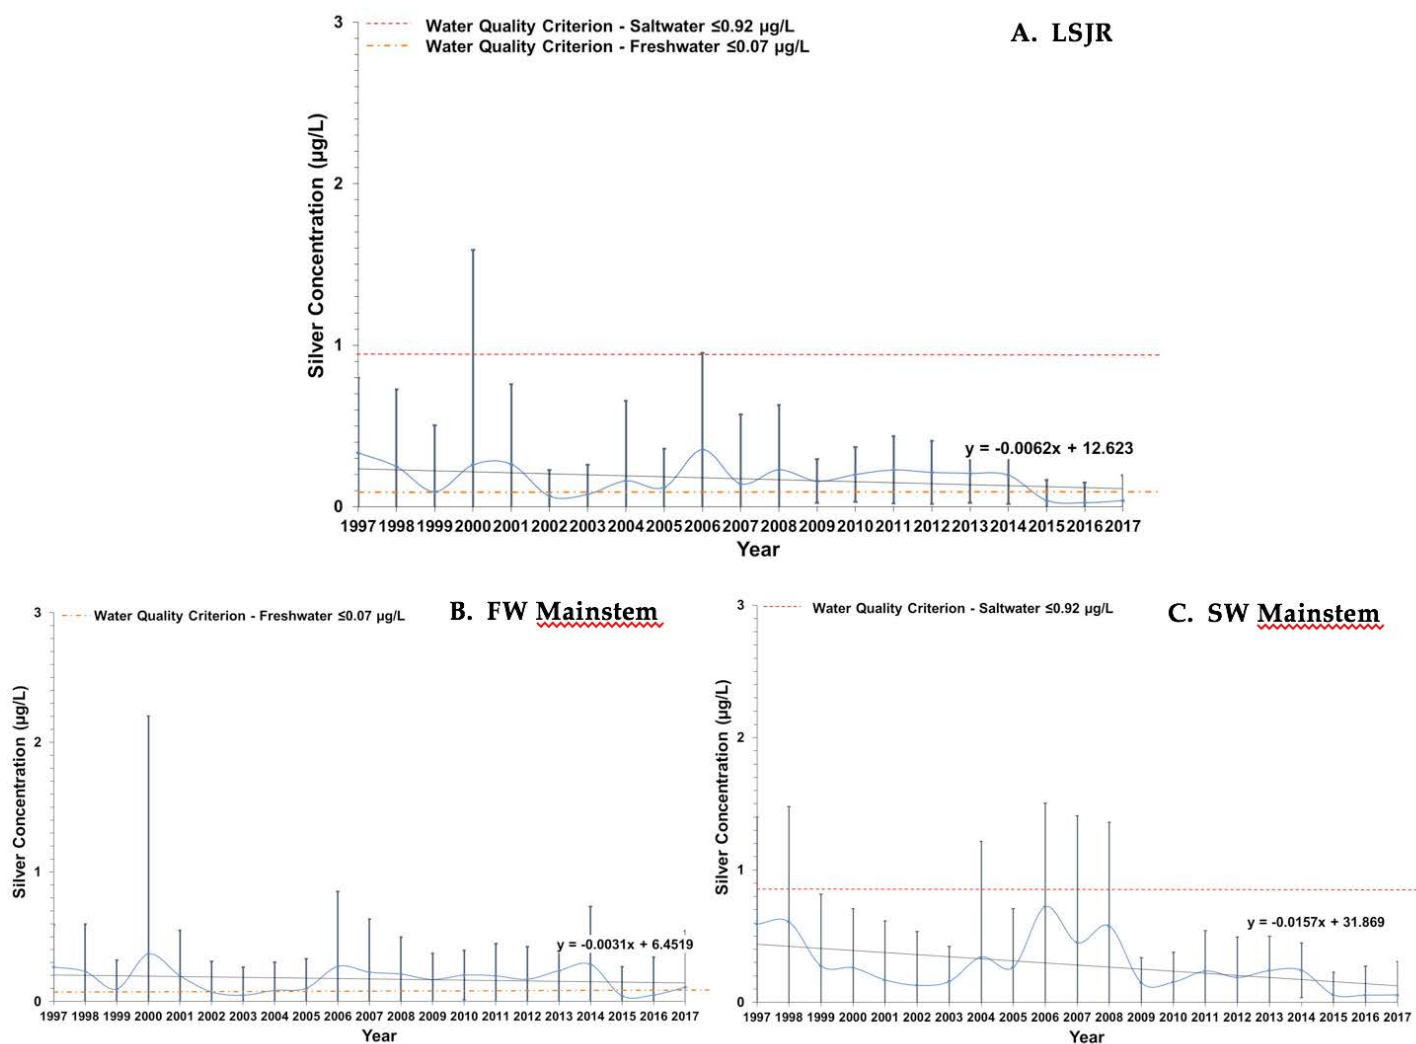 A. LSJR
Water Quality Criterion - Saltwater ≤0.92 µg/L
Water Quality Criterion - Freshwater ≤0.07 µg/L
Silver Concentration (µg/L)
3
2
1
0
y = -0.0062x + 12.623
1997 1998 1999 2000 2001 2002 2003 2004 2005 2006 2007 2008 2009 2010 2011 2012 2013 2014 2015 2016 2017
Year
B. FW Mainstem
Water Quality Criterion - Freshwater ≤0.07 µg/L
Silver Concentration (µg/L)
3
2
1
0
y = -0.0031x + 6.4519
1997 1998 1999 2000 2001 2002 2003 2004 2005 2006 2007 2008 2009 2010 2011 2012 2013 2014 2015 2016 2017
Year
C. SW Mainstem
Water Quality Criterion - Saltwater ≤0.92 µg/L
Silver Concentration (µg/L)
3
2
1
0
y = -0.0157x + 31.869
1997 1998 1999 2000 2001 2002 2003 2004 2005 2006 2007 2008 2009 2010 2011 2012 2013 2014 2015 2016 2017
Year